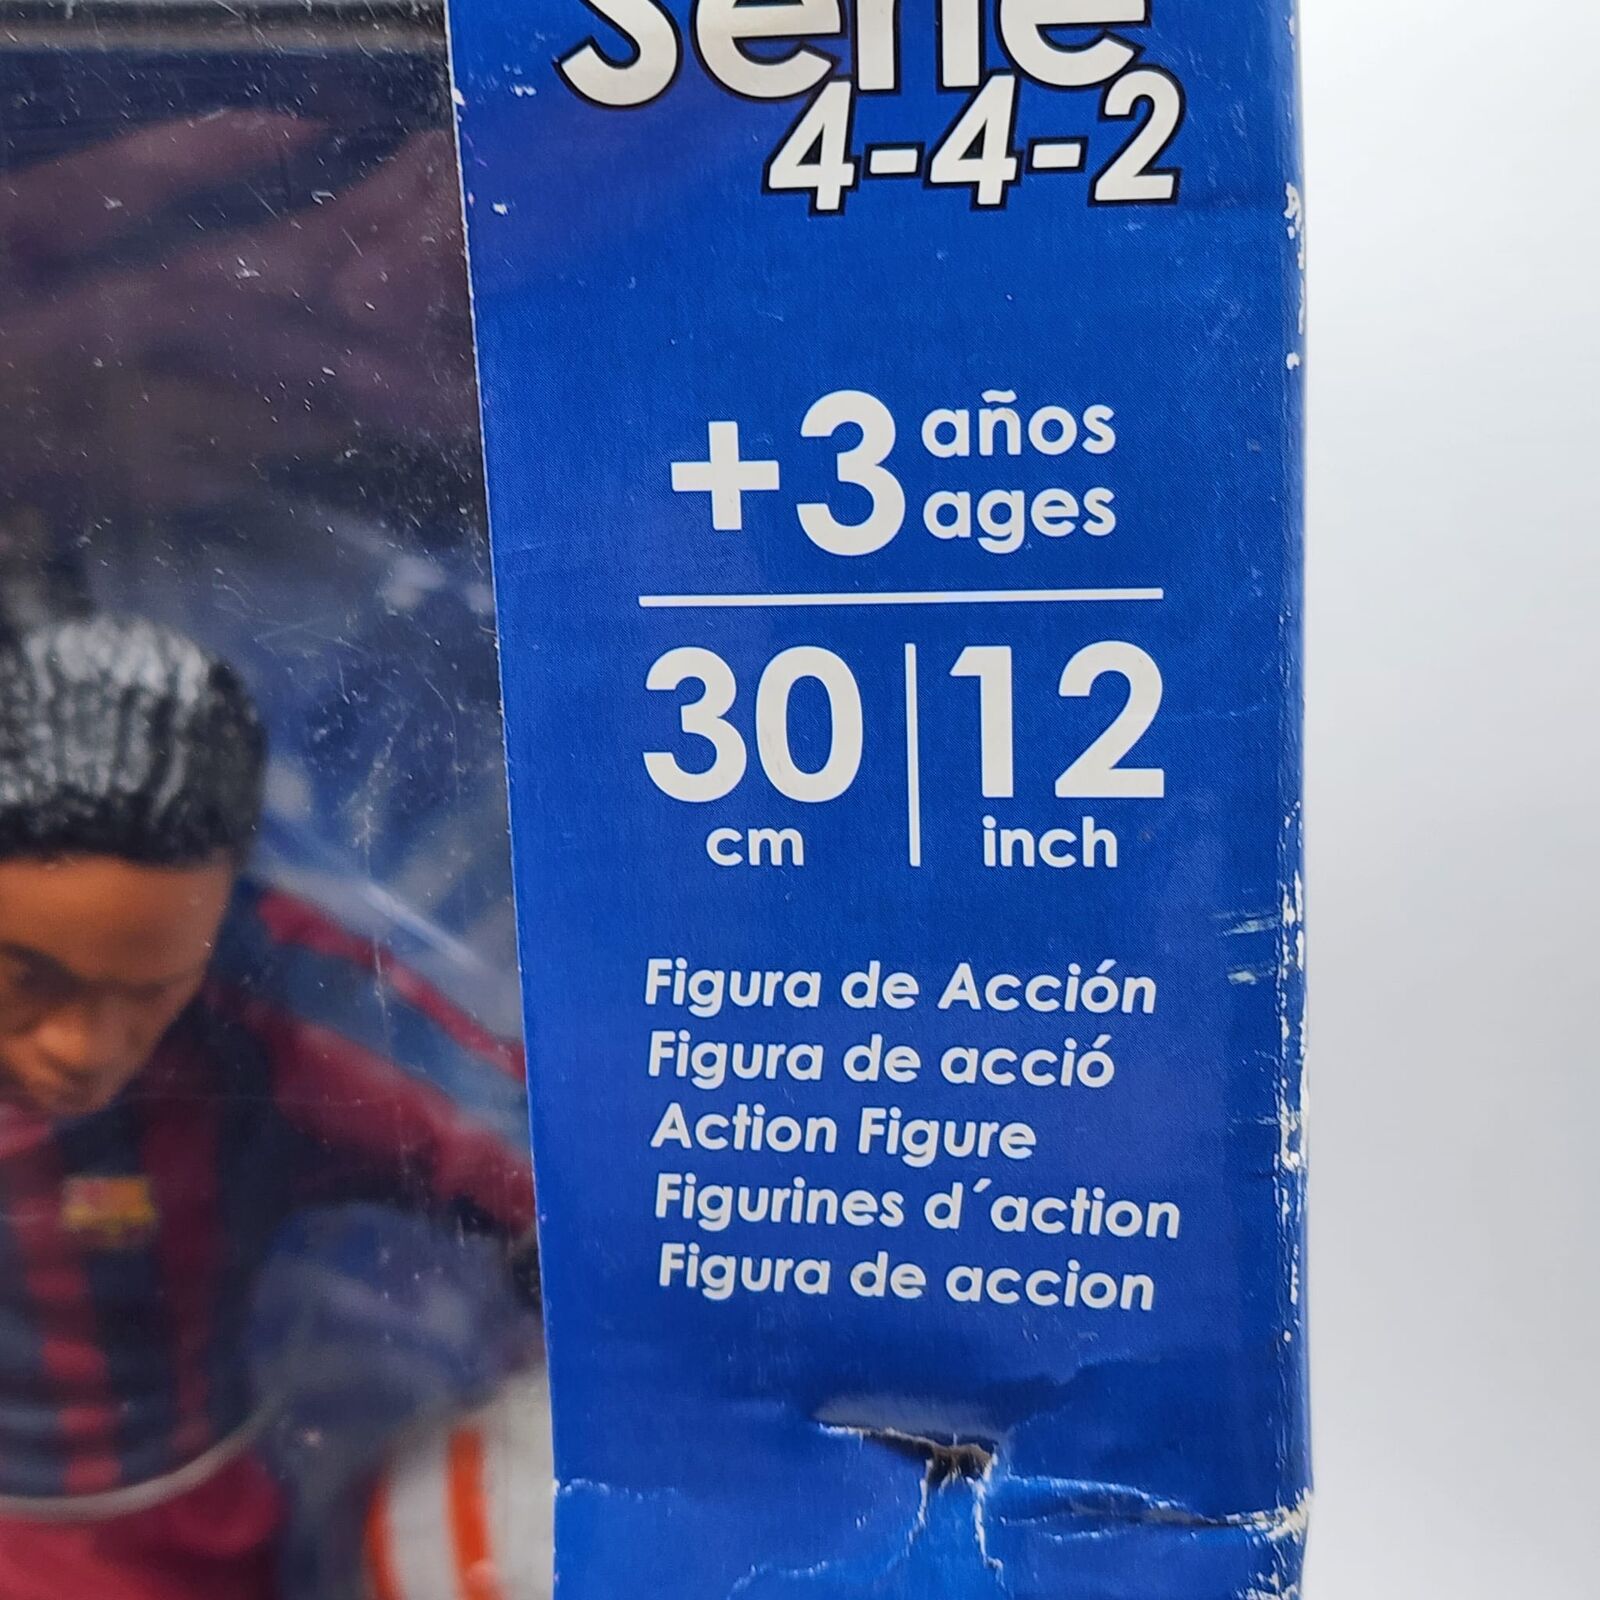 Serie
4-4-2
+3 años
ages
30 | 12
cm inch
Figura de Acción
Figura de acció
Action Figure
Figurines d´action
Figura de accion